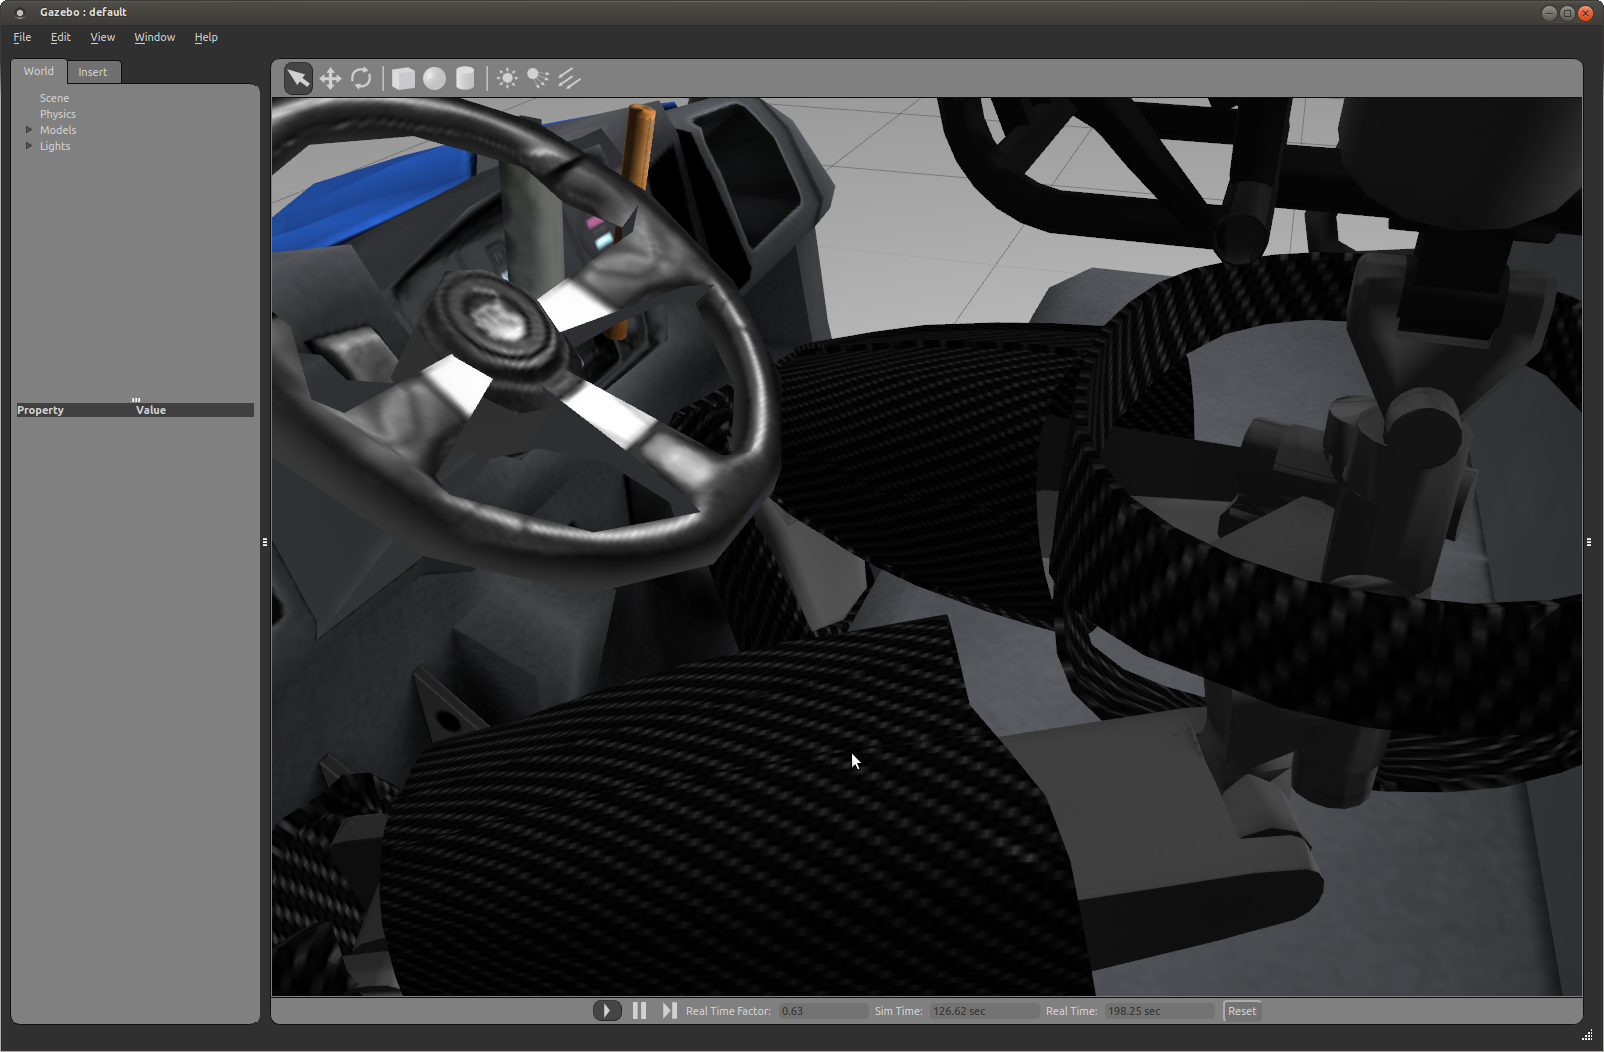 Gazebo : default
File Edit View Window Help
World Insert
Scene
Physics
Models
Lights
Property Value
Real Time Factor: 0.63 Sim Time: 126.62 sec Real Time: 198.25 sec Reset